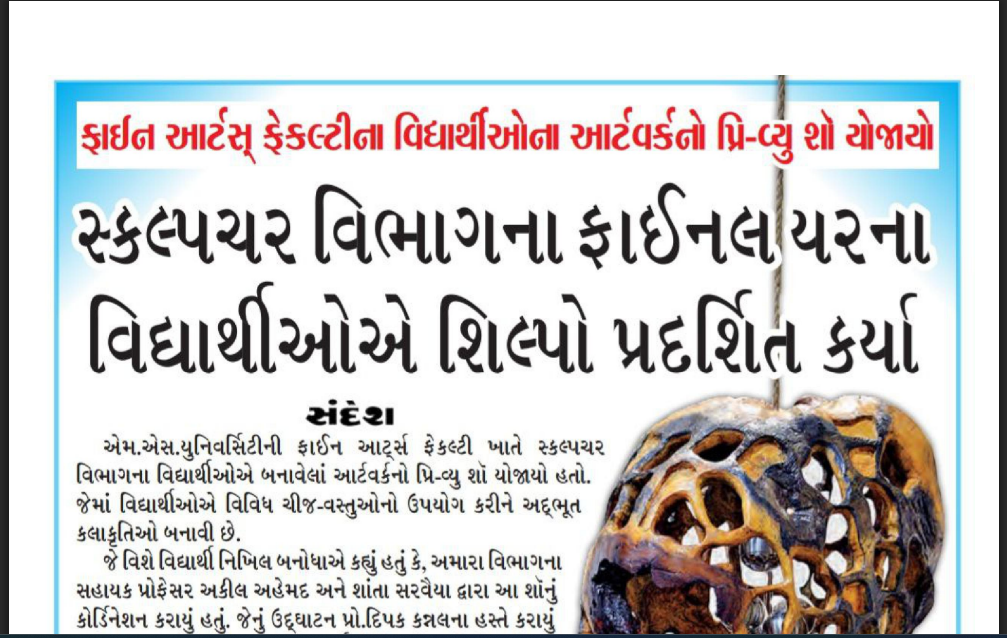 ફાઈન આર્ટસ્ ફેકલ્ટીના વિદ્યાર્થીઓના આર્ટવર્કનો પ્રિ-વ્યુ શૉ યોજાયો
સ્કલ્પચર વિભાગના ફાઈનલ યરના
વિદ્યાર્થીઓએ શિલ્પો પ્રદર્શિત કર્યા
સંદેશ
એમ.એસ.યુનિવર્સિટીની ફાઈન આર્ટ્સ ફેકલ્ટી ખાતે સ્કલ્પચર
વિભાગના વિદ્યાર્થીઓએ બનાવેલાં આર્ટવર્કનો પ્રિ-વ્યુ શૉ યોજાયો હતો.
જેમાં વિદ્યાર્થીઓએ વિવિધ ચીજ-વસ્તુઓનો ઉપયોગ કરીને અદ્ભૂત
કલાકૃતિઓ બનાવી છે.
જે વિશે વિદ્યાર્થી નિખિલ બનોધાએ કહ્યું હતું કે, અમારા વિભાગના
સહાયક પ્રોફેસર અકીલ અહેમદ અને શાંતા સરવૈયા દ્વારા આ શૉનું
કોર્ડિનેશન કરાયું હતું. જેનું ઉદ્ઘાટન પ્રો.દિપક કન્નલના હસ્તે કરાયું